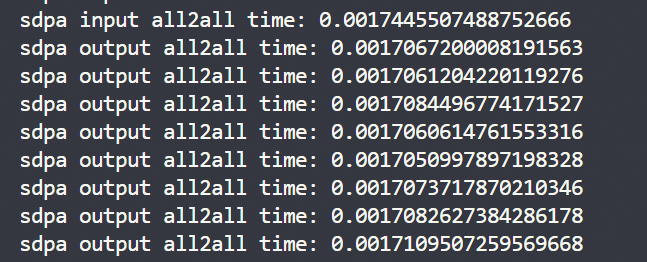 sdpa input all2all time: 0.0017445507488752666
sdpa output all2all time: 0.0017067200008191563
sdpa output all2all time: 0.0017061204220119276
sdpa output all2all time: 0.0017084496774171527
sdpa output all2all time: 0.0017060614761553316
sdpa output all2all time: 0.0017050997897198328
sdpa output all2all time: 0.0017073717870210346
sdpa output all2all time: 0.0017082627384286178
sdpa output all2all time: 0.0017109507259569668